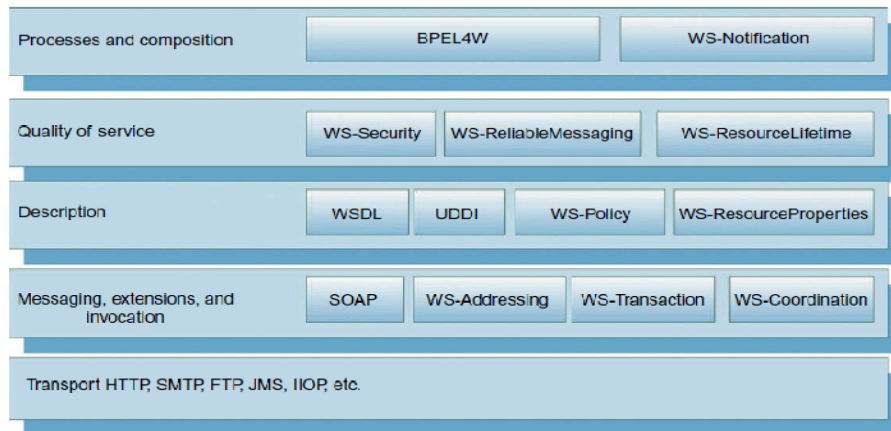 Processes and composition
BPEL4W
WS-Notification
Quality of service
WS-Security
WS-ReliableMessaging
WS-ResourceLifetime
Description
WSDL
UDDI
WS-Policy
WS-ResourceProperties
Messaging, extensions, and
invocation
SOAP
WS-Addressing
WS-Transaction
WS-Coordination
Transport HTTP, SMTP, FTP, JMS, IIOP, etc.